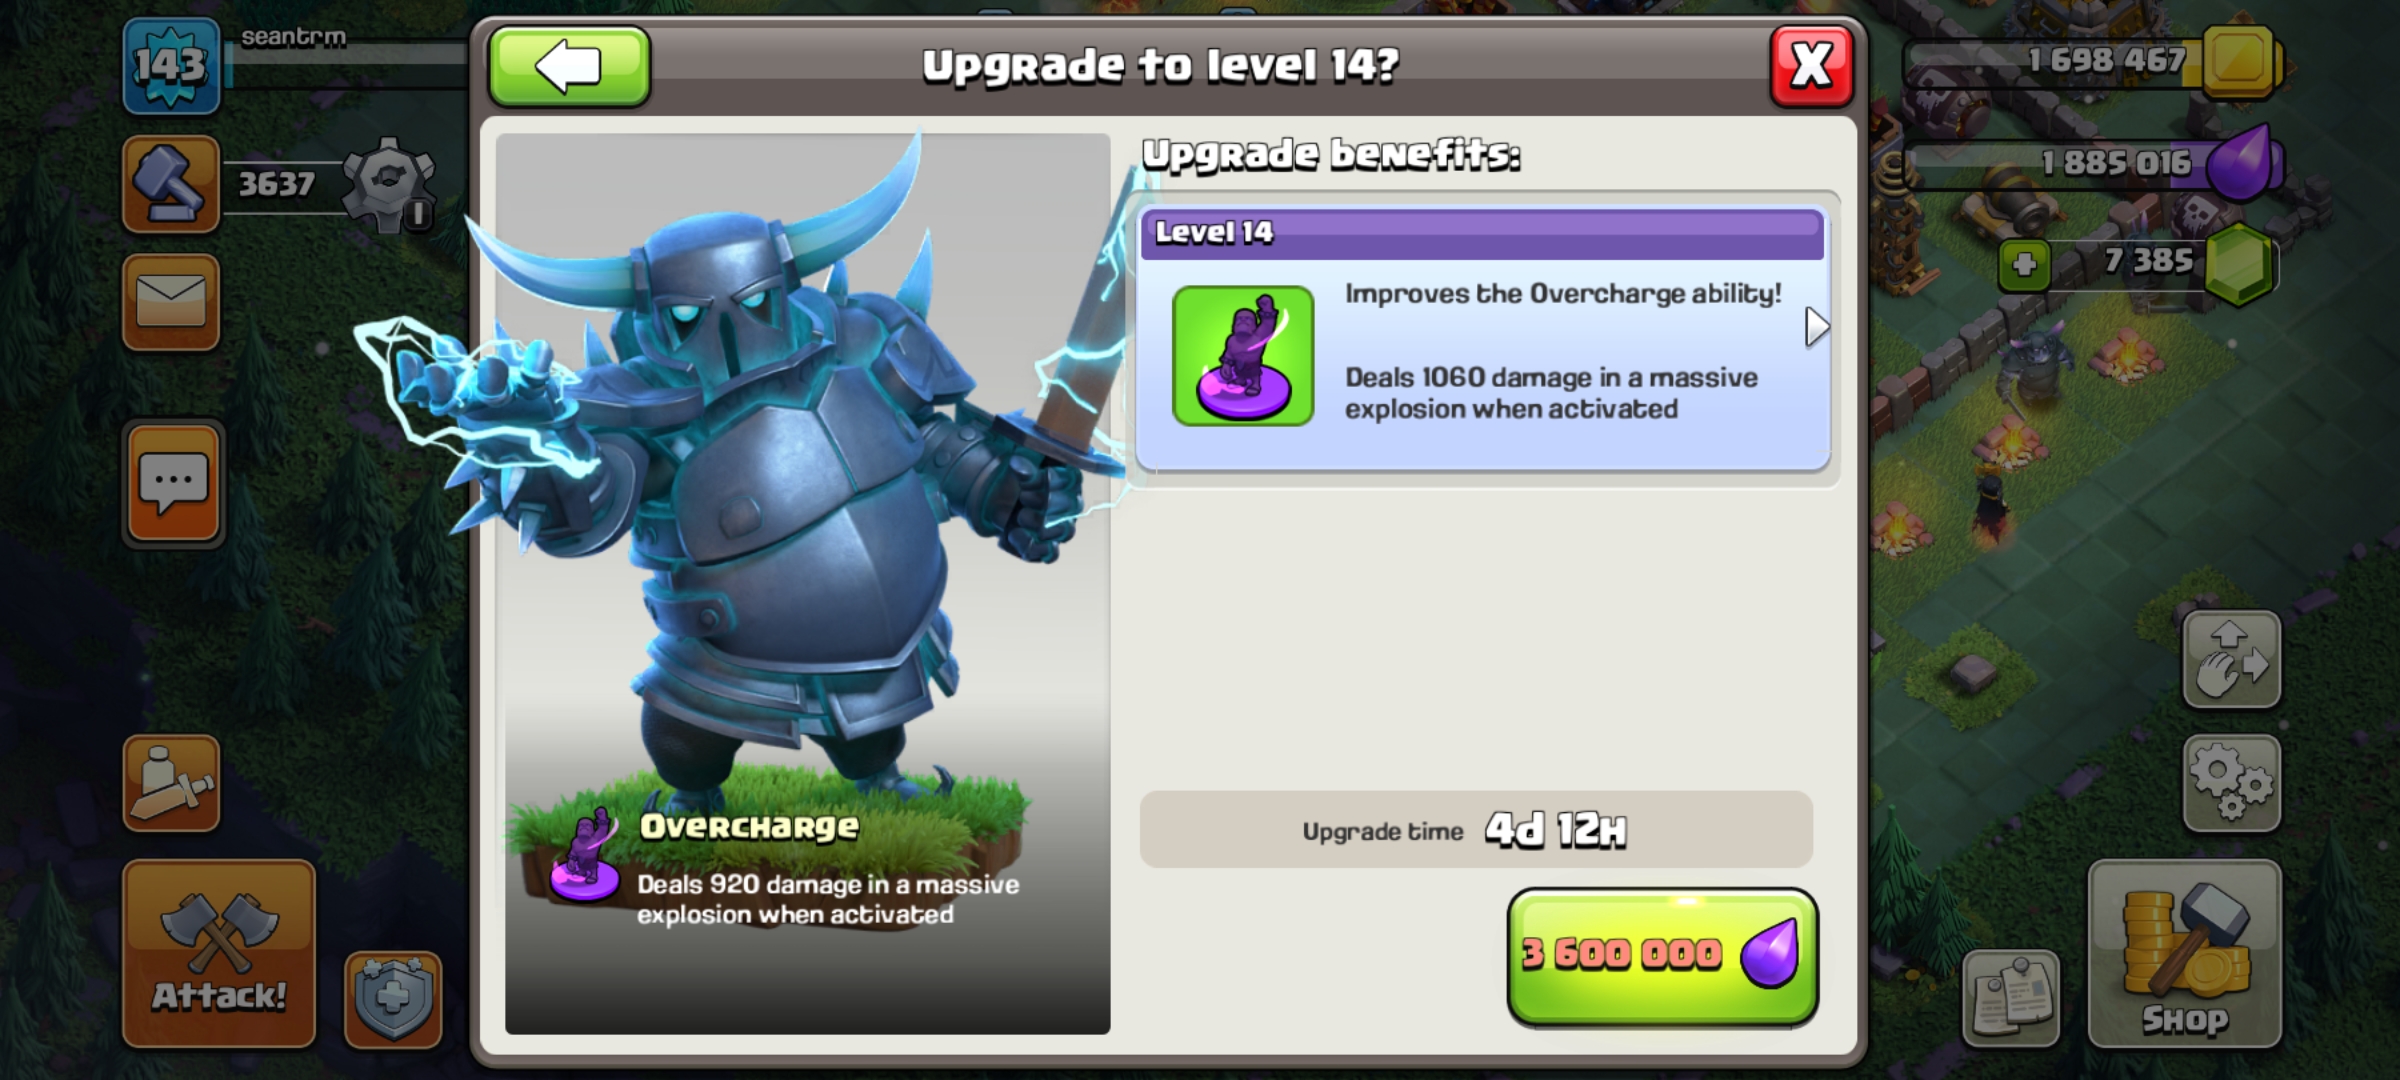 143
seantrm
Upgrade to level 14?
X
1 698 467
3637
I
1 885 016
7 385
Upgrade benefits:
Level 14
Improves the Overcharge ability!
Deals 1060 damage in a massive
explosion when activated
Overcharge
Deals 920 damage in a massive
explosion when activated
Upgrade time 4d 12H
3 600 000
Attack!
Shop